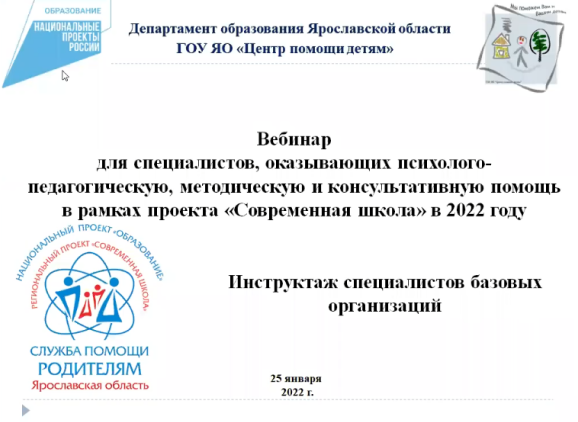 ОБРАЗОВАНИЕ
НАЦИОНАЛЬНЫЕ
ПРОЕКТЫ
РОССИИ
Департамент образования Ярославской области
ГОУ ЯО «Центр помощи детям»
Вебинар
для специалистов, оказывающих психолого-
педагогическую, методическую и консультативную помощь
в рамках проекта «Современная школа» в 2022 году
НАЦИОНАЛЬНЫЙ ПРОЕКТ «ОБРАЗОВАНИЕ»
РЕГИОНАЛЬНЫЙ ПРОЕКТ «СОВРЕМЕННАЯ ШКОЛА»
СЛУЖБА ПОМОЩИ
РОДИТЕЛЯМ
Ярославская область
Инструктаж специалистов базовых
организаций
25 января
2022 г.